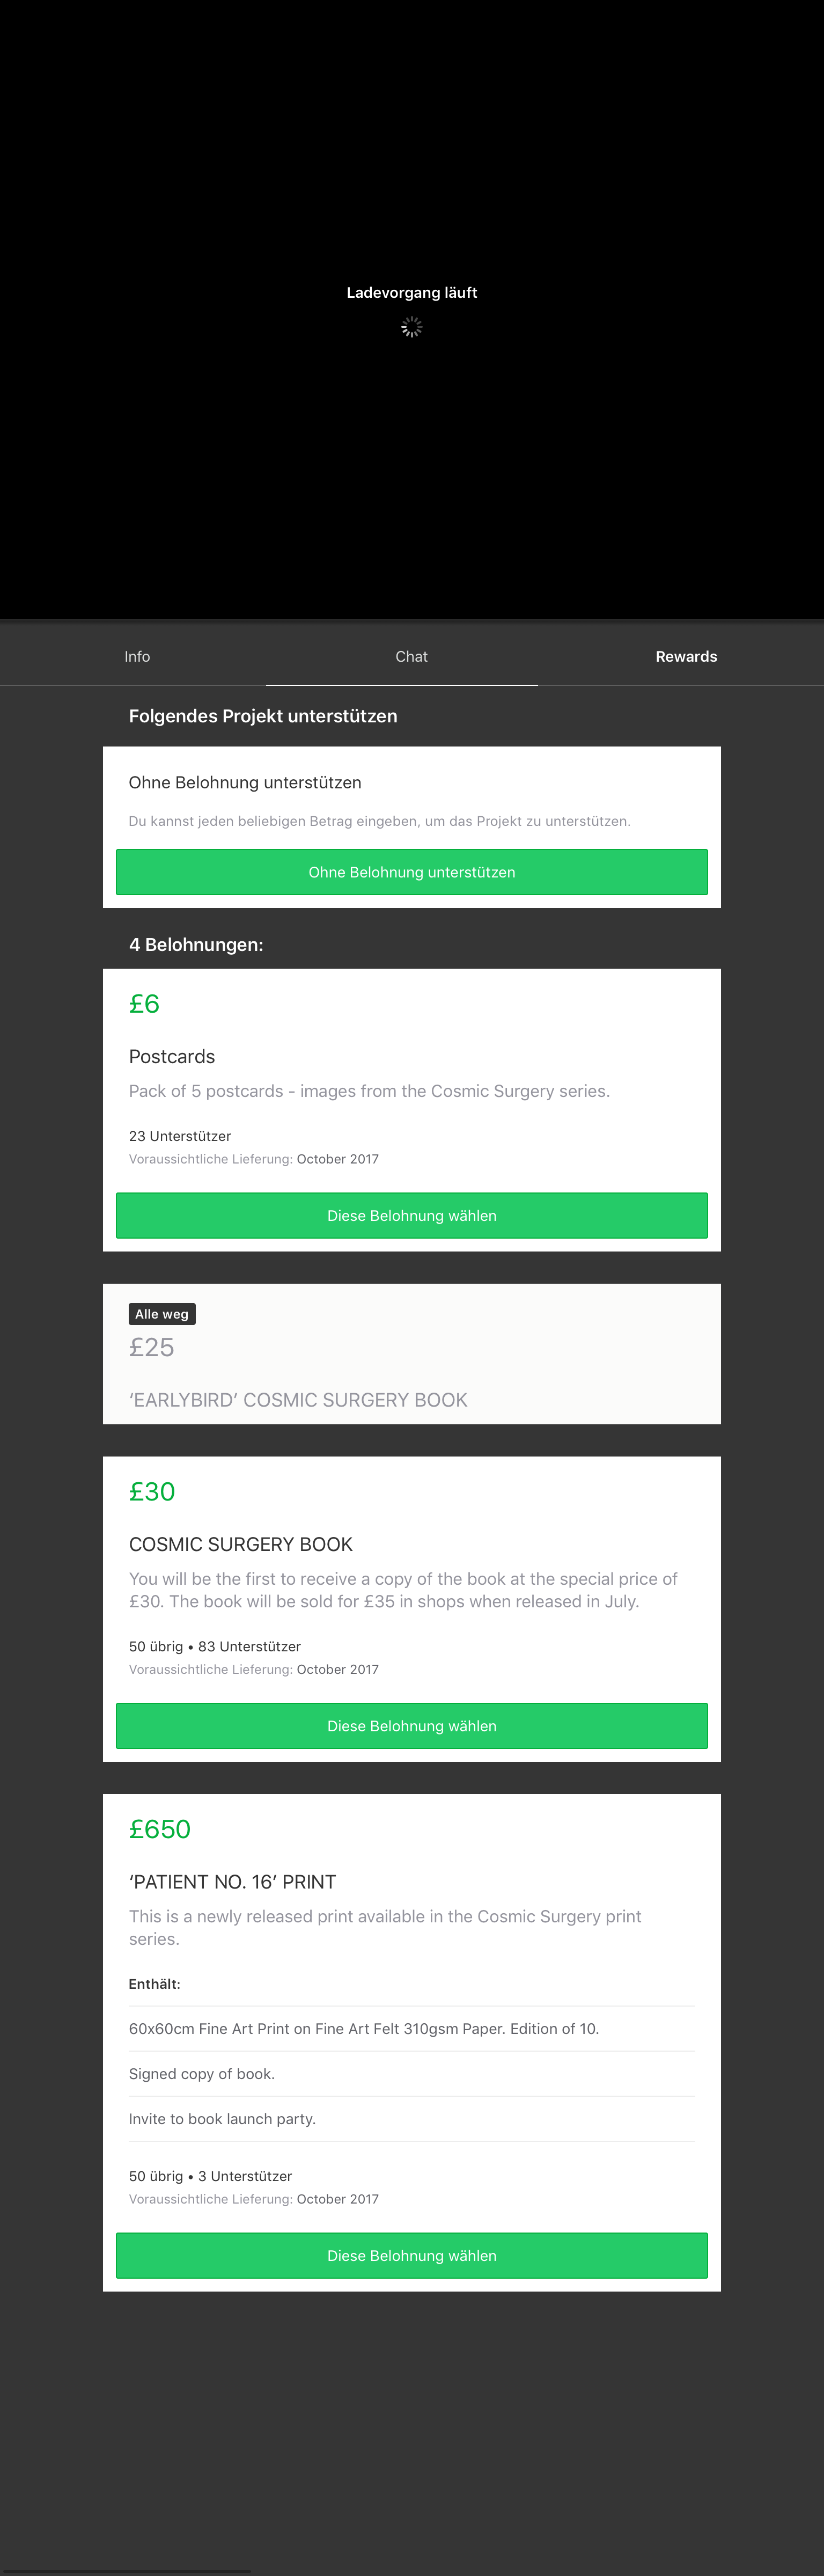 Ladevorgang läuft
Info
Chat
Rewards
Folgendes Projekt unterstützen
Ohne Belohnung unterstützen
Du kannst jeden beliebigen Betrag eingeben, um das Projekt zu unterstützen.
Ohne Belohnung unterstützen
4 Belohnungen:
£6
Postcards
Pack of 5 postcards - images from the Cosmic Surgery series.
23 Unterstützer
Voraussichtliche Lieferung: October 2017
Diese Belohnung wählen
Alle weg
£25
‘EARLYBIRD’ COSMIC SURGERY BOOK
£30
COSMIC SURGERY BOOK
You will be the first to receive a copy of the book at the special price of
£30. The book will be sold for £35 in shops when released in July.
50 übrig • 83 Unterstützer
Voraussichtliche Lieferung: October 2017
Diese Belohnung wählen
£650
‘PATIENT NO. 16’ PRINT
This is a newly released print available in the Cosmic Surgery print
series.
Enthält:
60x60cm Fine Art Print on Fine Art Felt 310gsm Paper. Edition of 10.
Signed copy of book.
Invite to book launch party.
50 übrig • 3 Unterstützer
Voraussichtliche Lieferung: October 2017
Diese Belohnung wählen